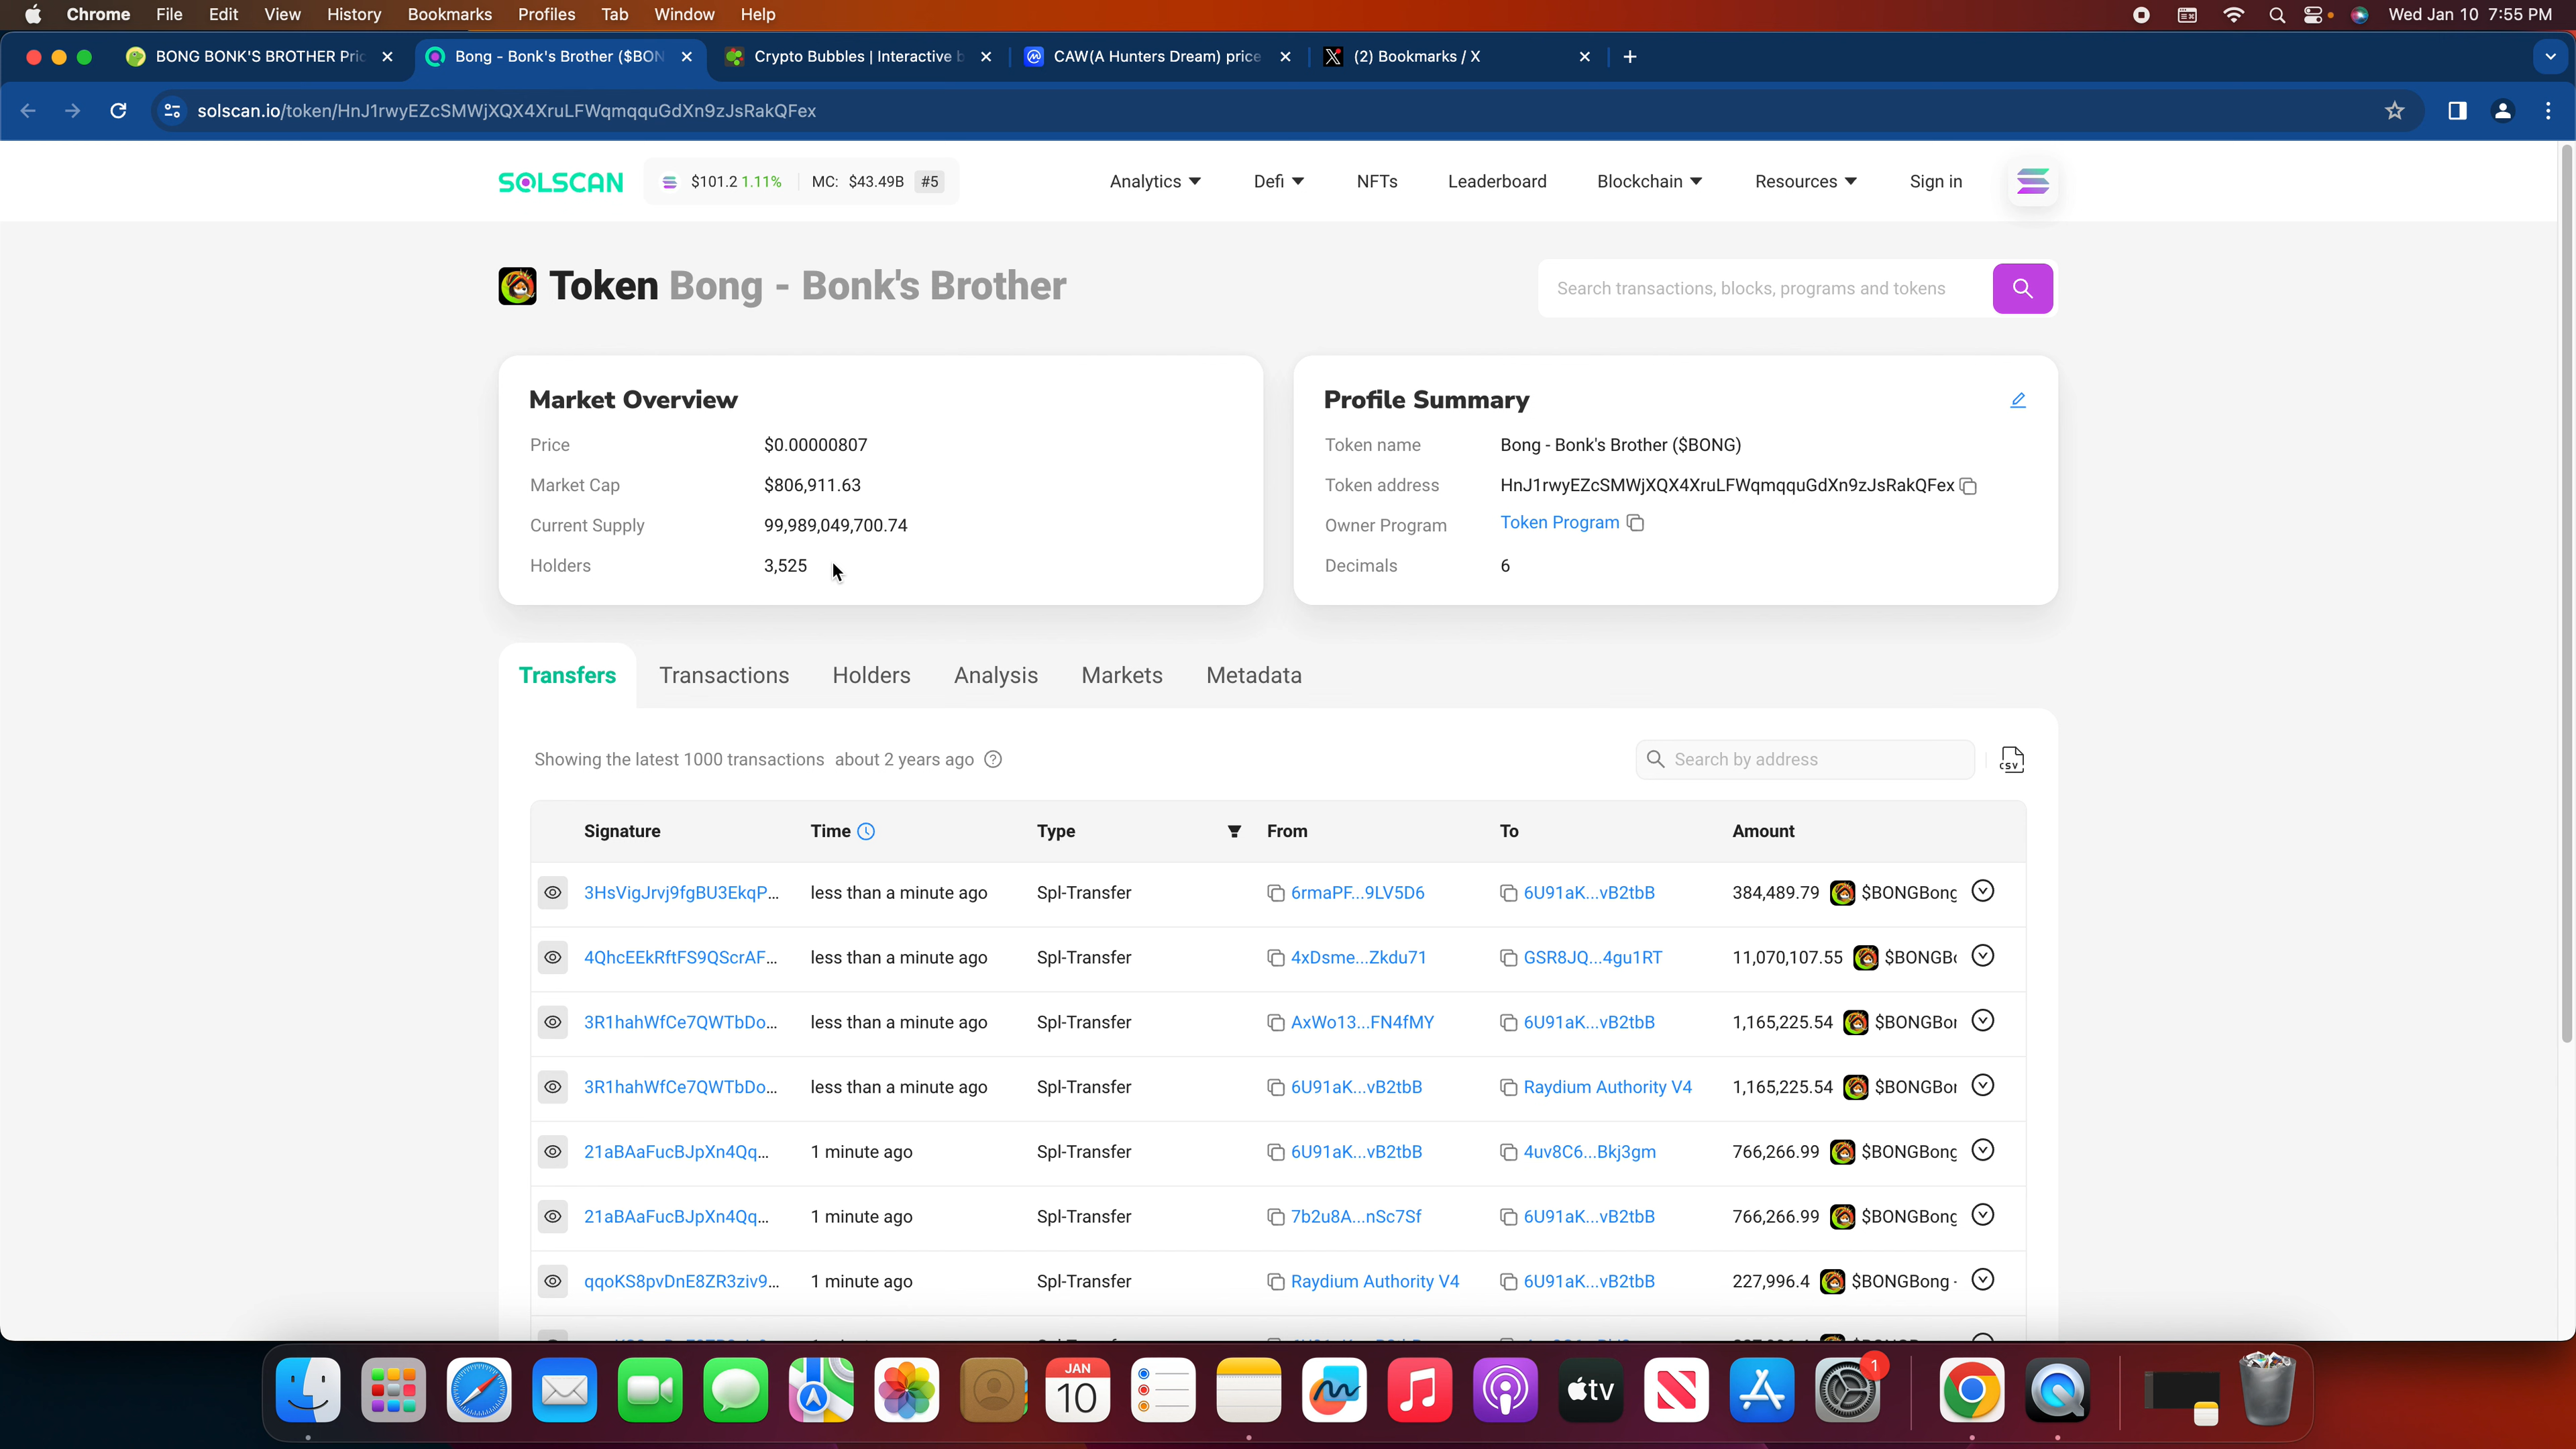 Chrome File Edit View History Bookmarks Profiles Tab Window Help Wed Jan 10 7:55 PM
BONG BONK'S BROTHER Pric Bong - Bonk's Brother ($BON Crypto Bubbles | Interactive b CAW(A Hunters Dream) price (2) Bookmarks / X
solscan.io/token/HnJ1rwyEZcSMWjXQX4XruLFWqmqquGdXn9zJsRakQFex
SOLSCAN $101.2 1.11% MC: $43.49B #5 Analytics Defi NFTs Leaderboard Blockchain Resources Sign in
Token Bong - Bonk's Brother
Search transactions, blocks, programs and tokens
Market Overview
Price $0.00000807
Market Cap $806,911.63
Current Supply 99,989,049,700.74
Holders 3,525
Profile Summary
Token name Bong - Bonk's Brother ($BONG)
Token address HnJ1rwyEZcSMWjXQX4XruLFWqmqquGdXn9zJsRakQFex
Owner Program Token Program
Decimals 6
Transfers Transactions Holders Analysis Markets Metadata
Showing the latest 1000 transactions about 2 years ago
Search by address
CSV
Signature Time Type From To Amount
3HsVigJrvj9fgBU3EkqP... less than a minute ago Spl-Transfer 6rmaPF...9LV5D6 6U91aK...vB2tbB 384,489.79 $BONGBong
4QhcEEkRftFS9QScrAF... less than a minute ago Spl-Transfer 4xDsme...Zkdu71 GSR8JQ...4gu1RT 11,070,107.55 $BONGBo
3R1hahWfCe7QWTbDo... less than a minute ago Spl-Transfer AxWo13...FN4fMY 6U91aK...vB2tbB 1,165,225.54 $BONGBon
3R1hahWfCe7QWTbDo... less than a minute ago Spl-Transfer 6U91aK...vB2tbB Raydium Authority V4 1,165,225.54 $BONGBon
21aBAaFucBJpXn4Qq... 1 minute ago Spl-Transfer 6U91aK...vB2tbB 4uv8C6...Bkj3gm 766,266.99 $BONGBong
21aBAaFucBJpXn4Qq... 1 minute ago Spl-Transfer 7b2u8A...nSc7Sf 6U91aK...vB2tbB 766,266.99 $BONGBong
qqoKS8pvDnE8ZR3ziv9... 1 minute ago Spl-Transfer Raydium Authority V4 6U91aK...vB2tbB 227,996.4 $BONGBong -
JAN
10
tv
1